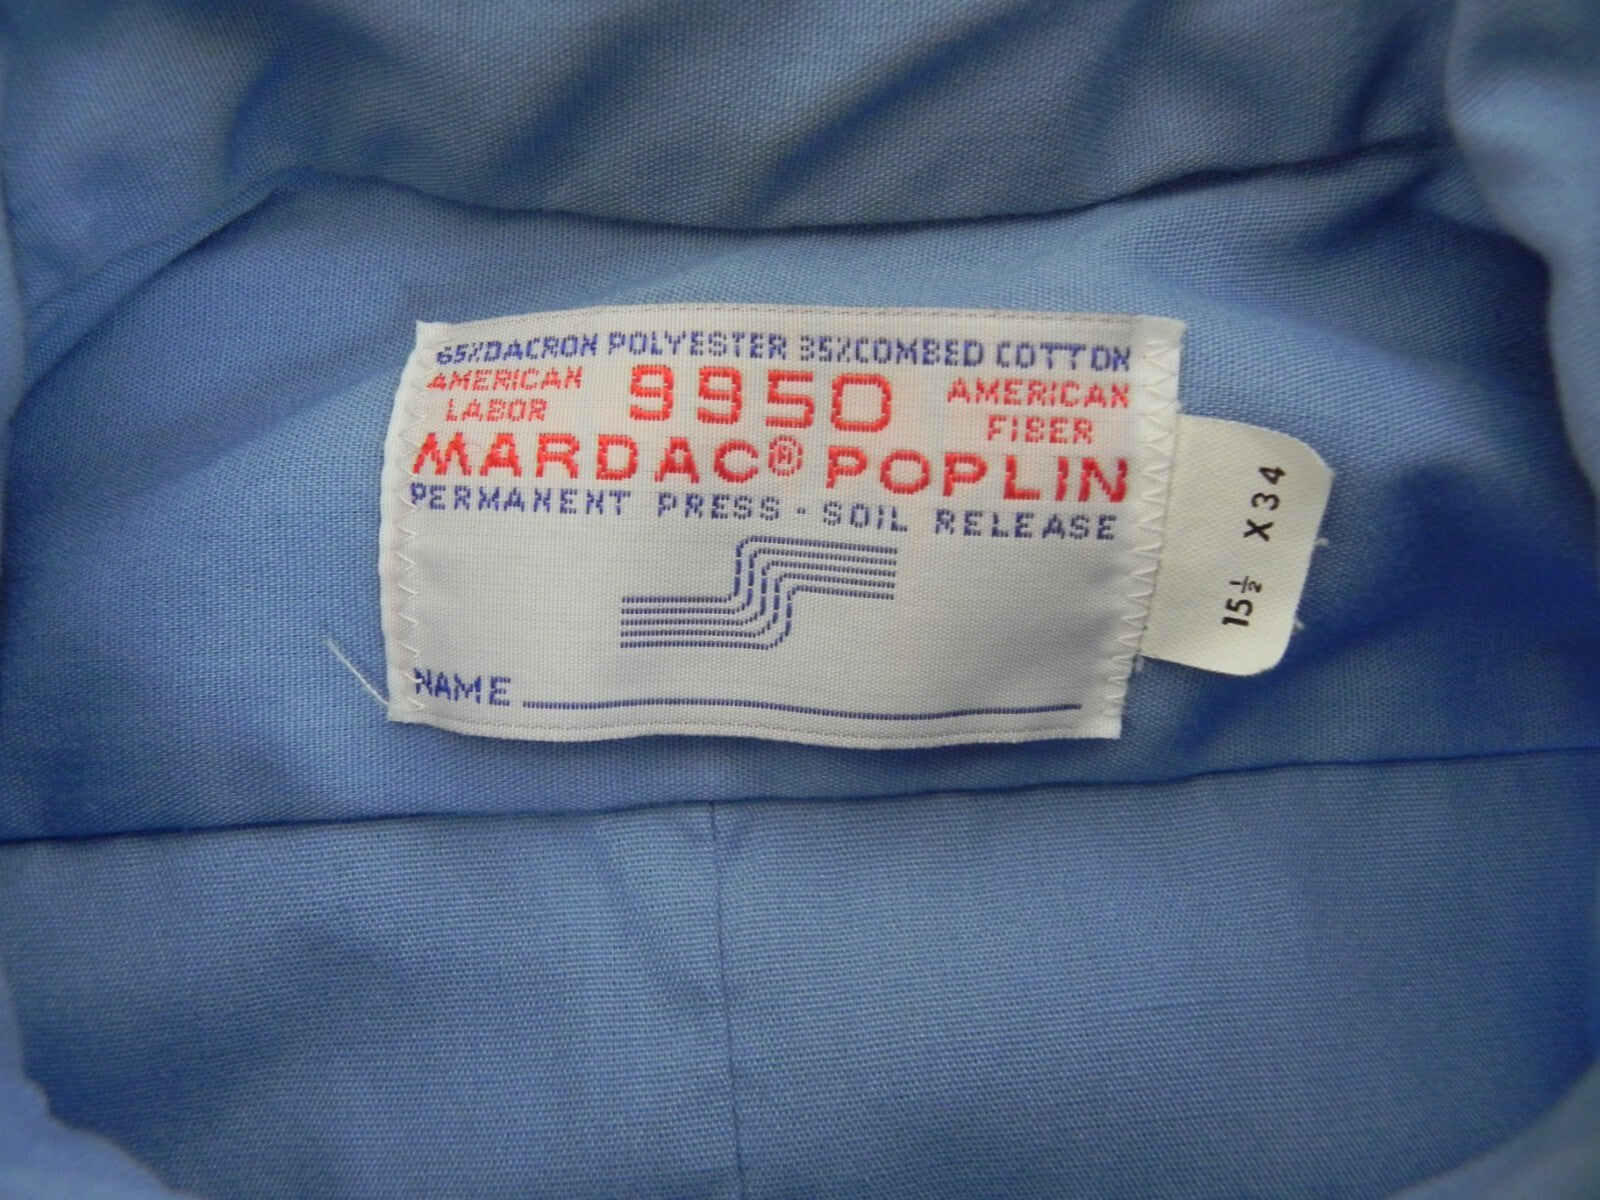 65%DACRON POLYESTER 35%COMBED COTTON
AMERICAN LABOR
9950
AMERICAN FIBER
MARDAC® POPLIN
PERMANENT PRESS - SOIL RELEASE
NAME
15½ X34